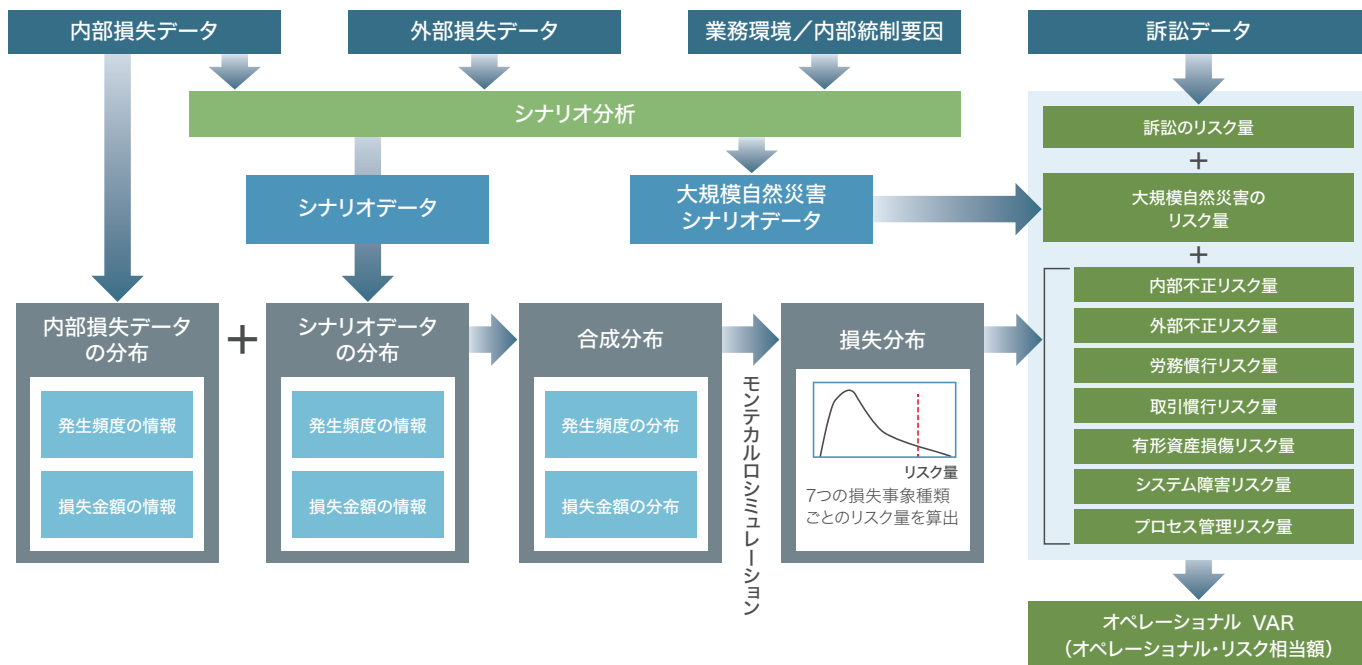 内部損失データ
外部損失データ
業務環境／内部統制要因
訴訟データ
シナリオ分析
シナリオデータ
大規模自然災害
シナリオデータ
内部損失データ
の分布
発生頻度の情報
損失金額の情報
＋
シナリオデータ
の分布
発生頻度の情報
損失金額の情報
合成分布
発生頻度の分布
損失金額の分布
モンテカルロシミュレーション
損失分布
リスク量
7つの損失事象種類
ごとのリスク量を算出
訴訟のリスク量
＋
大規模自然災害の
リスク量
＋
内部不正リスク量
外部不正リスク量
労務慣行リスク量
取引慣行リスク量
有形資産損傷リスク量
システム障害リスク量
プロセス管理リスク量
オペレーショナル VAR
（オペレーショナル・リスク相当額）